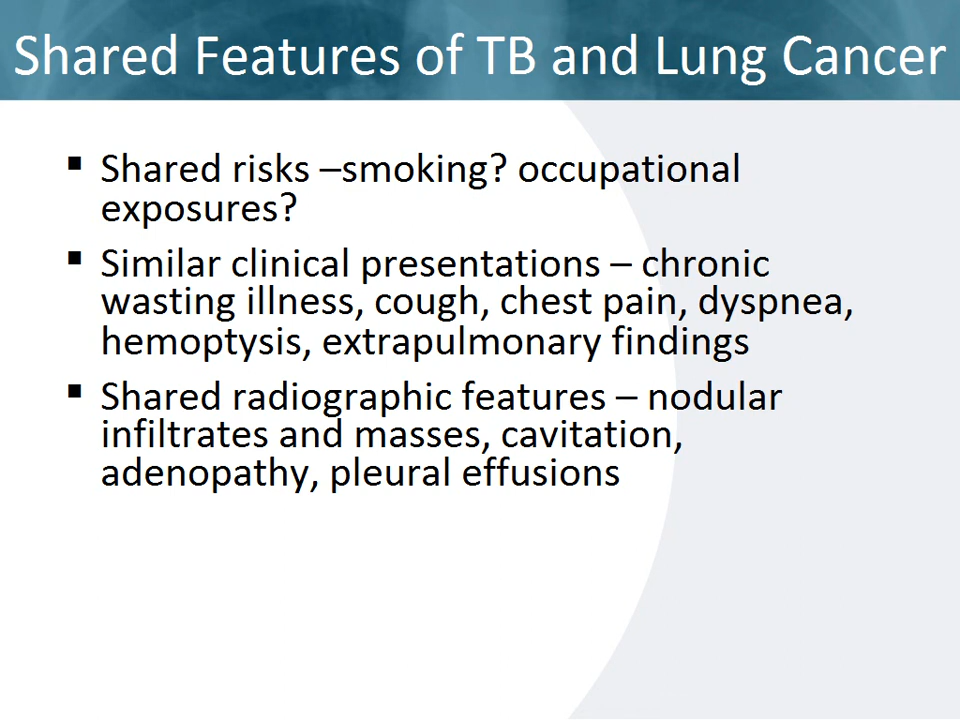 Shared Features of TB and Lung Cancer
▪ Shared risks –smoking? occupational
exposures?
▪ Similar clinical presentations – chronic
wasting illness, cough, chest pain, dyspnea,
hemoptysis, extrapulmonary findings
▪ Shared radiographic features – nodular
infiltrates and masses, cavitation,
adenopathy, pleural effusions